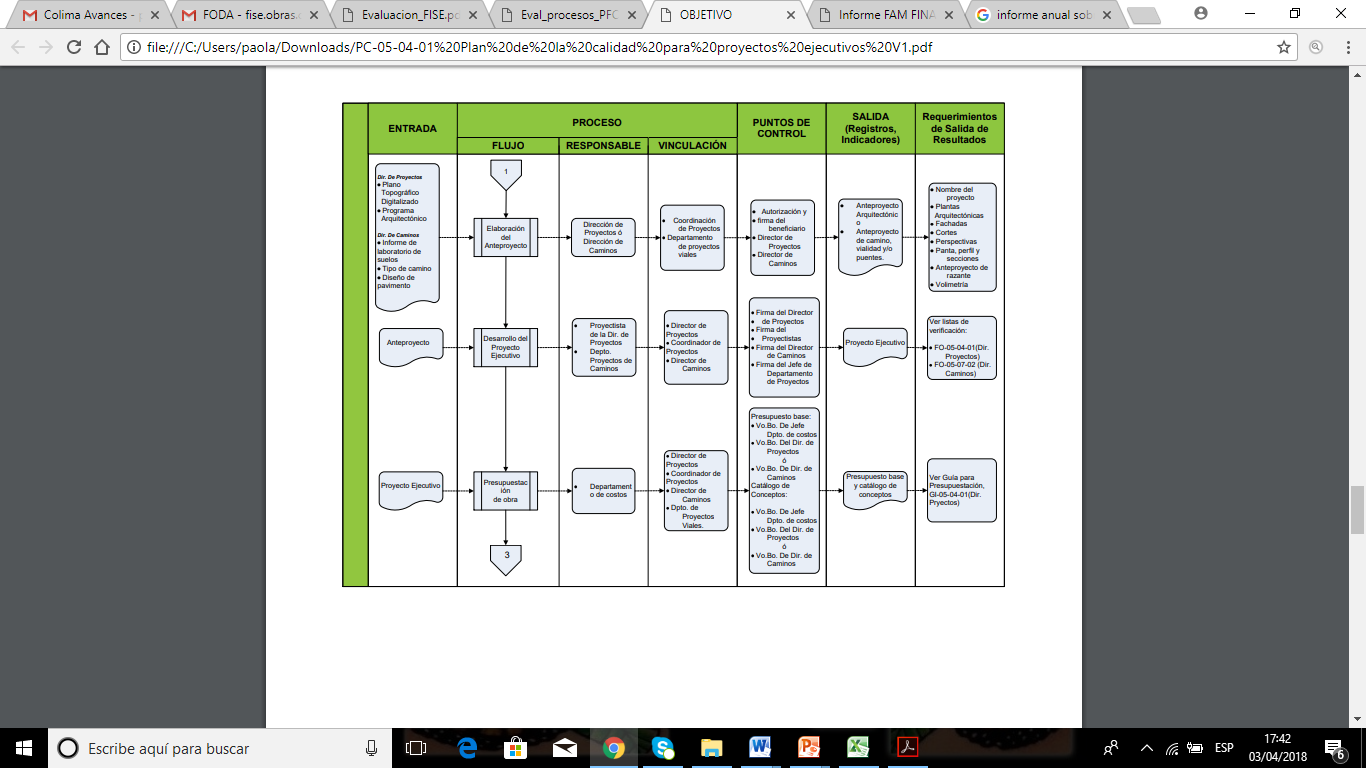 Colima Avances - p
FODA - fise.obras.c
Evaluacion_FISE.pd
Eval_procesos_PFC
OBJETIVO
Informe FAM FINA
informe anual sob
file:///C:/Users/paola/Downloads/PC-05-04-01%20Plan%20de%20la%20calidad%20para%20proyectos%20ejecutivos%20V1.pdf
ENTRADA
PROCESO
PUNTOS DE
CONTROL
SALIDA
(Registros,
Indicadores)
Requerimientos
de Salida de
Resultados
FLUJO
RESPONSABLE
VINCULACIÓN
Dir. De Proyectos
• Plano
Topográfico
Digitalizado
• Programa
Arquitectónico
Dir. De Caminos
• Informe de
laboratorio de
suelos
• Tipo de camino
• Diseño de
pavimento
1
Elaboración
del
Anteproyecto
Dirección de
Proyectos ó
Dirección de
Caminos
• Coordinación
de Proyectos
• Departamento
de proyectos
viales
• Autorización y
• firma del
beneficiario
• Director de
Proyectos
• Director de
Caminos
• Anteproyecto
Arquitectónic
o
• Anteproyecto
de camino,
vialidad y/o
puentes.
• Nombre del
proyecto
• Plantas
Arquitectónicas
• Fachadas
• Cortes
• Perspectivas
• Panta, perfil y
secciones
• Anteproyecto de
razante
• Volimetría
Anteproyecto
Desarrollo del
Proyecto
Ejecutivo
• Proyectista
de la Dir. de
Proyectos
• Depto.
Proyectos de
Caminos
• Director de
Proyectos
• Coordinador de
Proyectos
• Director de
Caminos
• Firma del Director
• de Proyectos
• Firma del
• Proyectistas
• Firma del Director
de Caminos
• Firma del Jefe de
Departamento
de Proyectos
Proyecto Ejecutivo
Ver listas de
verificación:
• FO-05-04-01(Dir.
Proyectos)
• FO-05-07-02 (Dir.
Caminos)
Proyecto Ejecutivo
Presupuestac
ión
de obra
• Departament
o de costos
• Director de
Proyectos
• Coordinador de
Proyectos
• Director de
Caminos
• Dpto. de
Proyectos
Viales.
Presupuesto base:
• Vo.Bo. De Jefe
Dpto. de costos
• Vo.Bo. Del Dir. de
Proyectos
ó
• Vo.Bo. De Dir. de
Caminos
Catálogo de
Conceptos:
• Vo.Bo. De Jefe
Dpto. de costos
• Vo.Bo. Del Dir. de
Proyectos
ó
• Vo.Bo. De Dir. de
Caminos
Presupuesto base
y catálogo de
conceptos
Ver Guía para
Presupuestación,
GI-05-04-01(Dir.
Pryectos)
3
Escribe aquí para buscar
ESP
17:42
03/04/2018
6